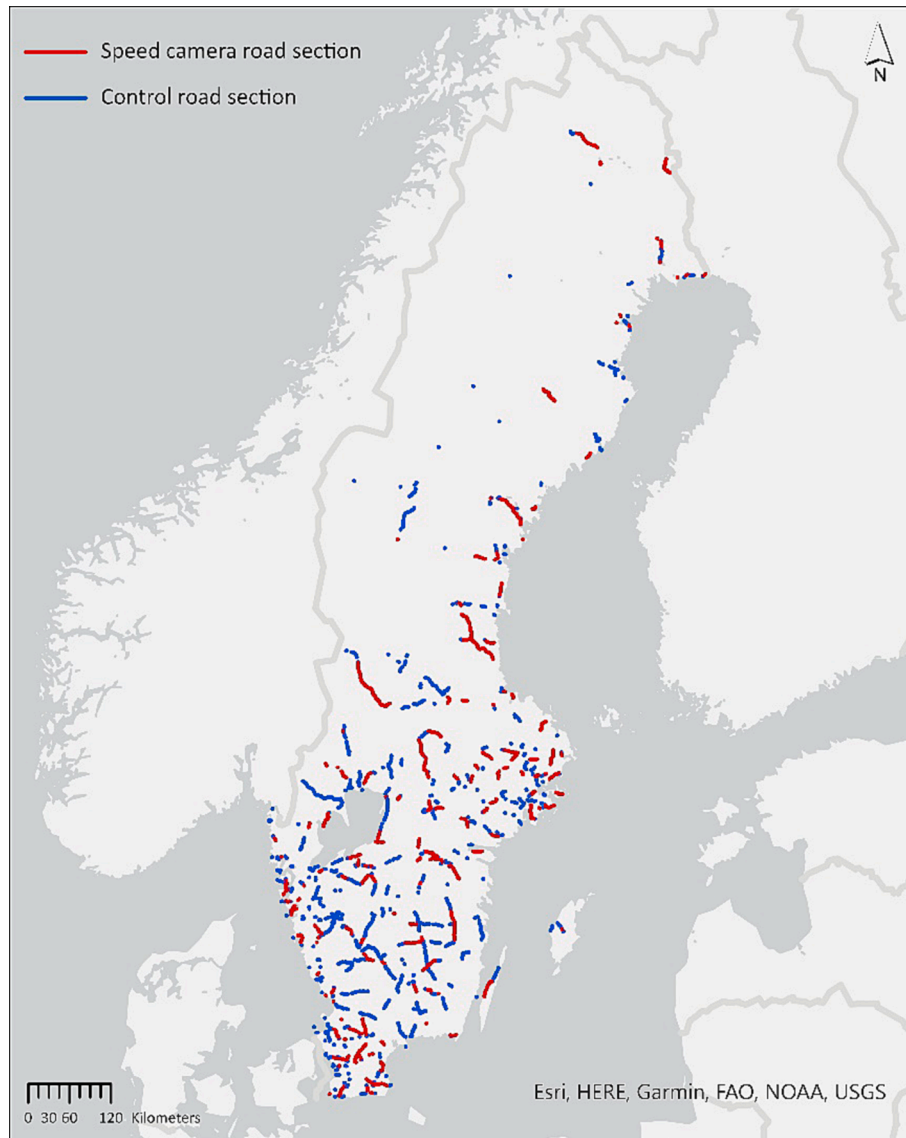 Speed camera road section
Control road section
N
Esri, HERE, Garmin, FAO, NOAA, USGS
0 30 60 120 Kilometers